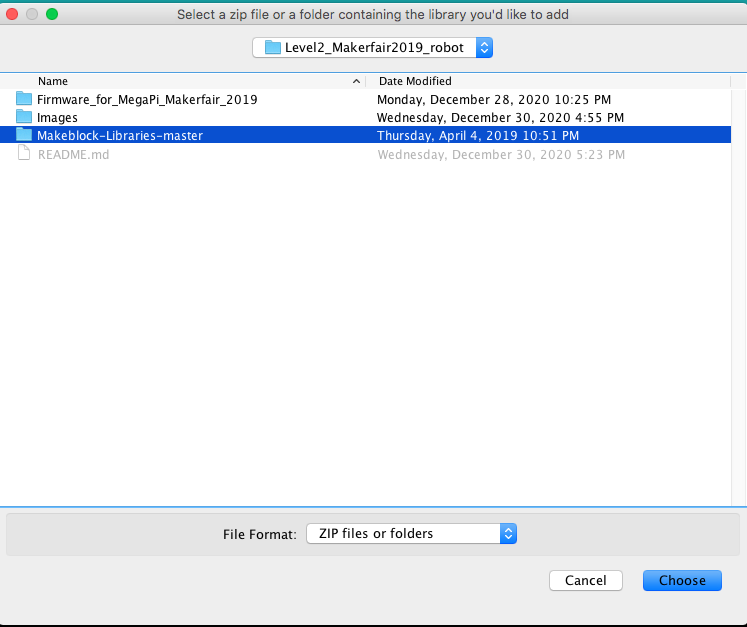 Select a zip file or a folder containing the library you'd like to add
Level2_Makerfair2019_robot
Name Date Modified
Firmware_for_MegaPi_Makerfair_2019 Monday, December 28, 2020 10:25 PM
Images Wednesday, December 30, 2020 4:55 PM
Makeblock-Libraries-master Thursday, April 4, 2019 10:51 PM
README.md Wednesday, December 30, 2020 5:23 PM
File Format: ZIP files or folders
Cancel Choose